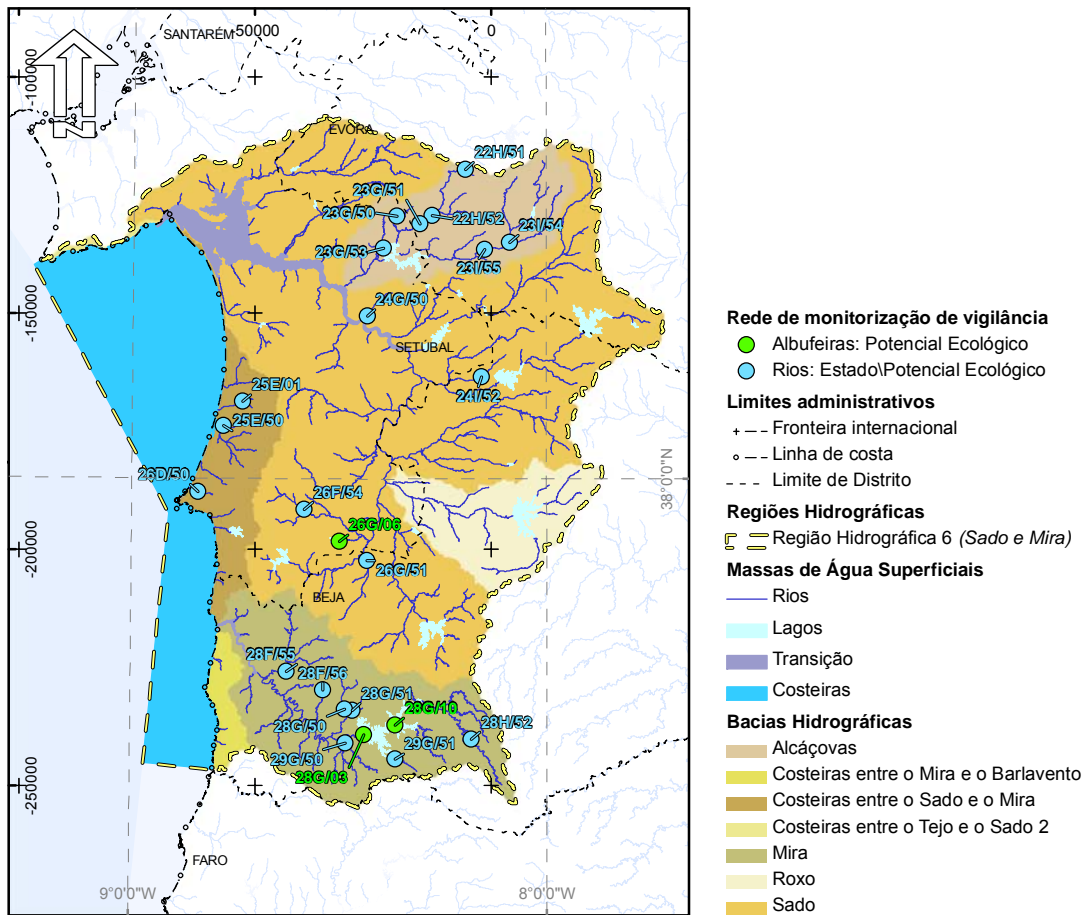 SANTARÉM
-50000
0
-100000
N
ÉVORA
22H/51
23G/51
23G/50
22H/52
23I/54
23G/53
23I/55
-150000
24G/50
SETÚBAL
24I/52
25E/01
25E/50
26D/50
38°0'0"N
26F/54
26G/06
-200000
26G/51
BEJA
28F/55
28F/56
28G/51
28G/50
28G/10
28H/52
29G/50
29G/51
28G/03
-250000
FARO
9°0'0"W
8°0'0"W
Rede de monitorização de vigilância
Albufeiras: Potencial Ecológico
Rios: Estado\Potencial Ecológico
Limites administrativos
Fronteira internacional
Linha de costa
Limite de Distrito
Regiões Hidrográficas
Região Hidrográfica 6 (Sado e Mira)
Massas de Água Superficiais
Rios
Lagos
Transição
Costeiras
Bacias Hidrográficas
Alcáçovas
Costeiras entre o Mira e o Barlavento
Costeiras entre o Sado e o Mira
Costeiras entre o Tejo e o Sado 2
Mira
Roxo
Sado